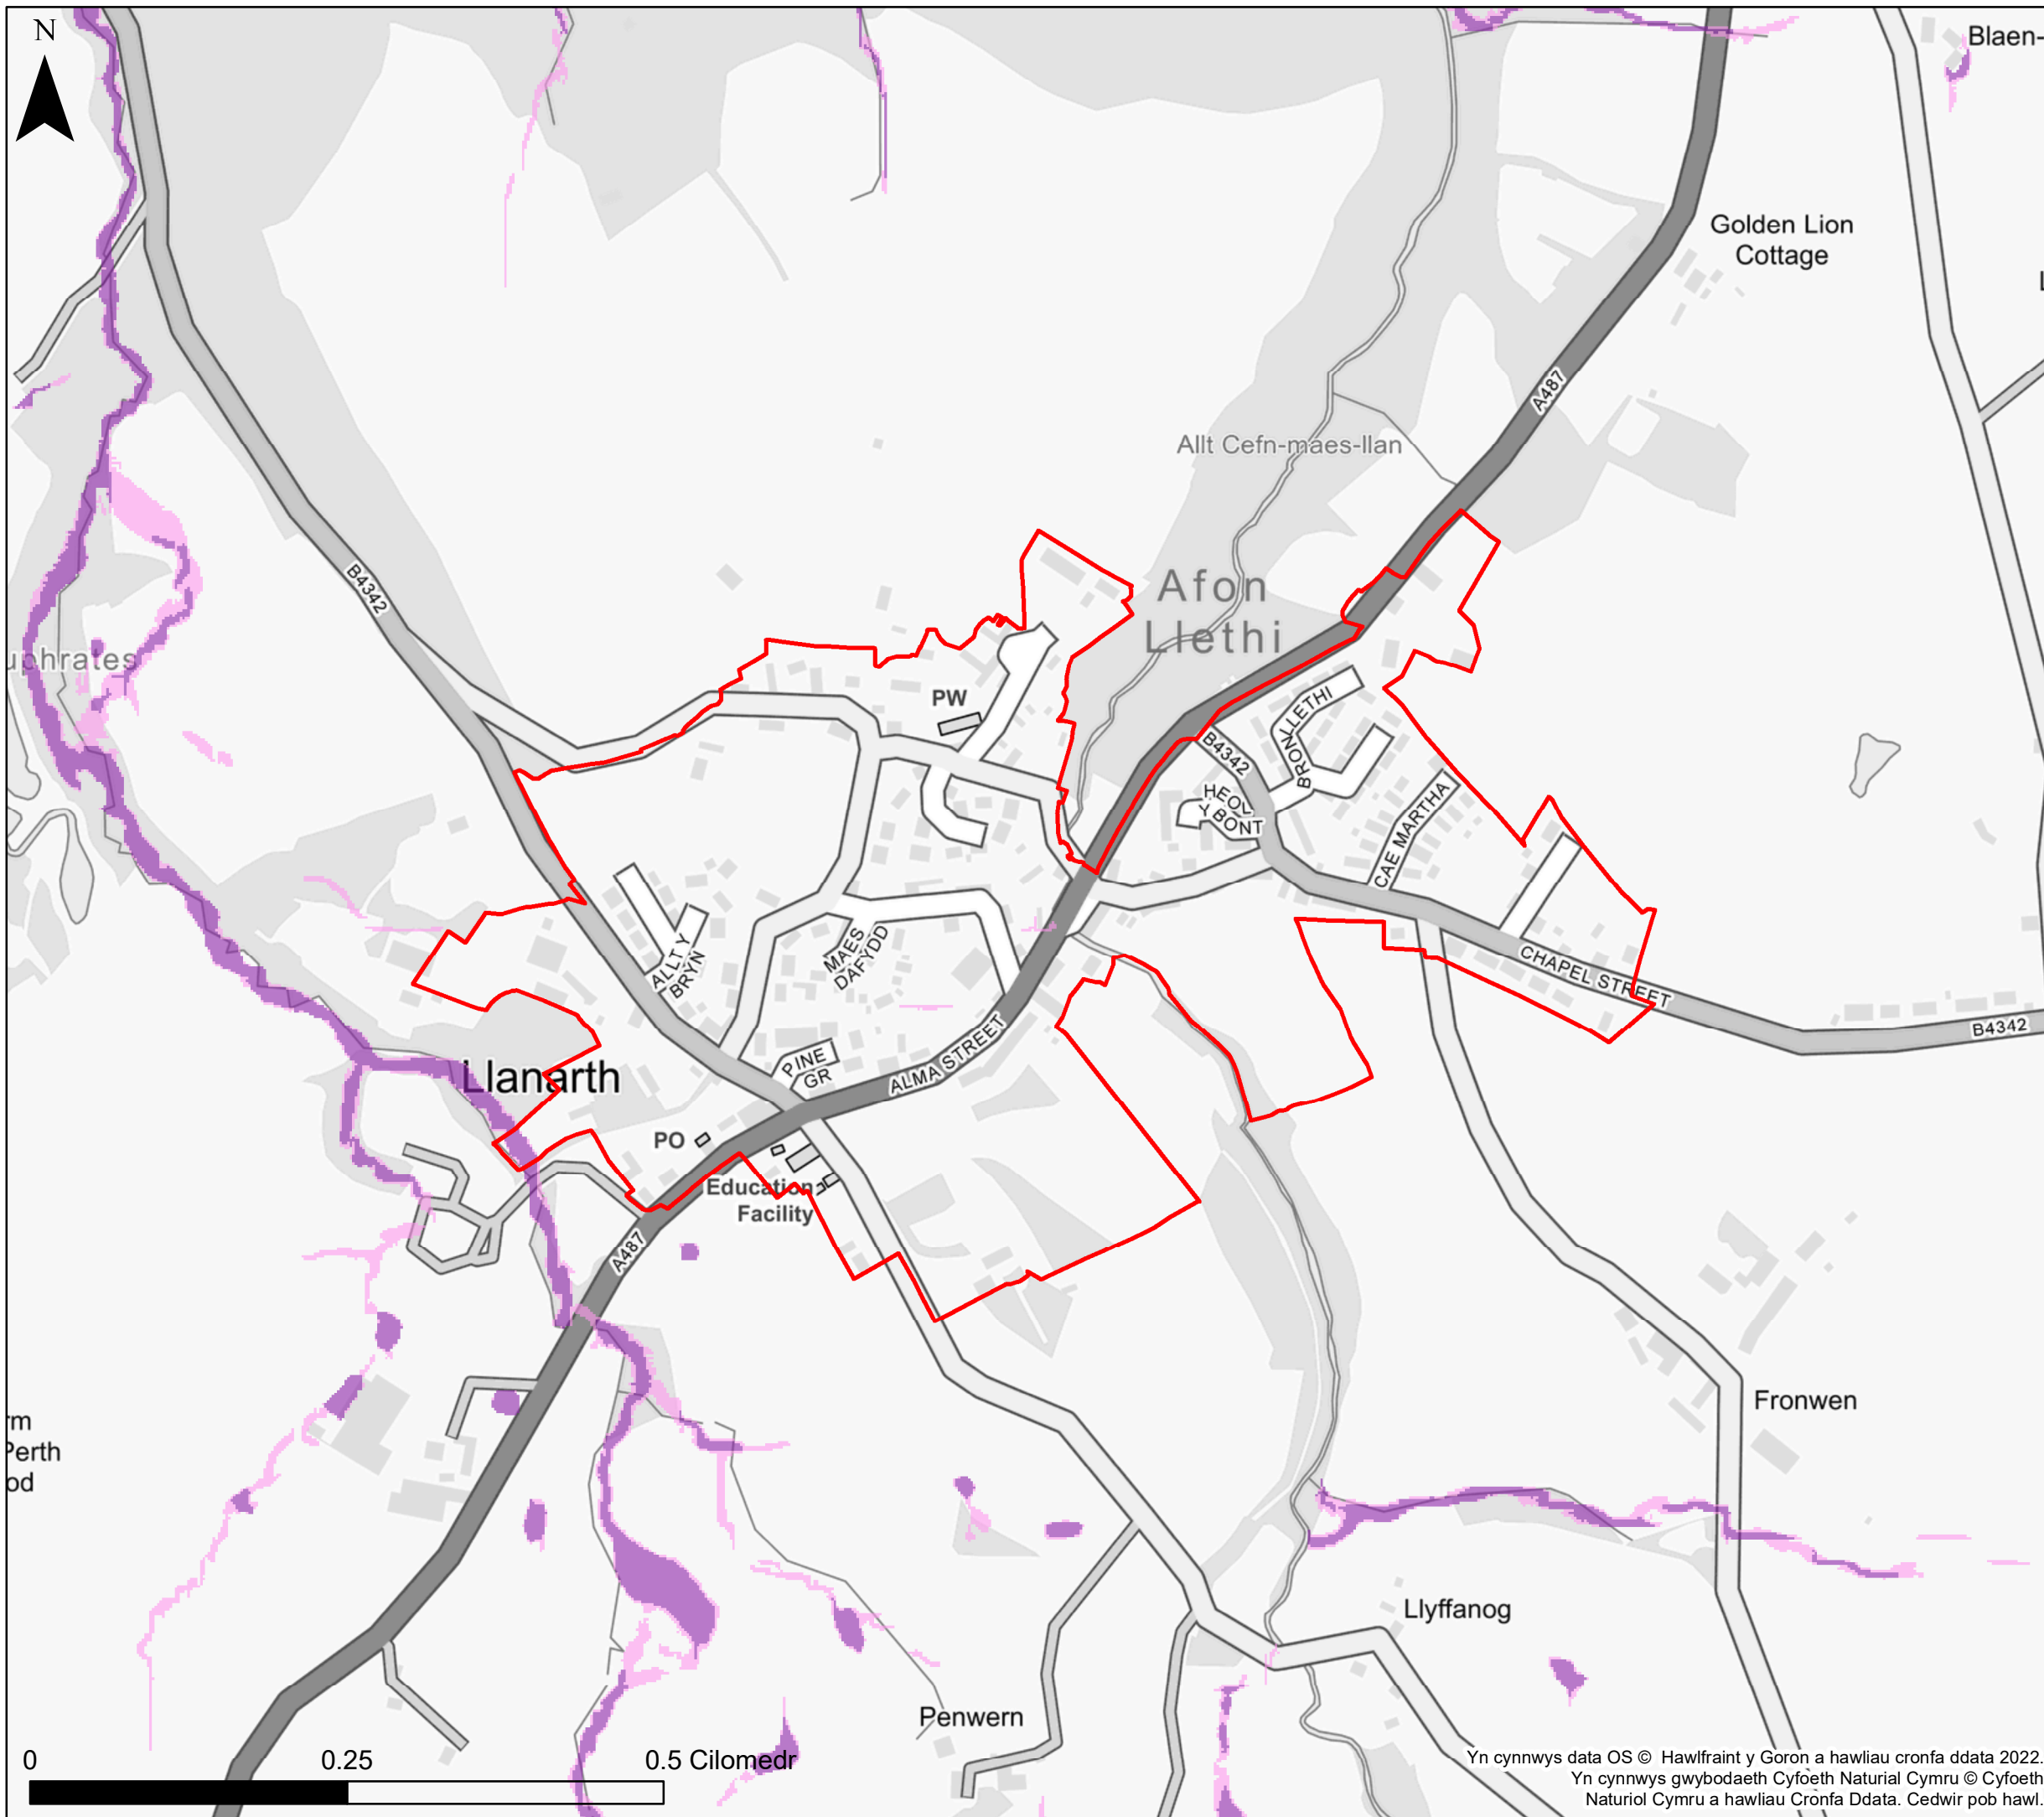 N
Blaen-
Golden Lion
Cottage
A487
Allt Cefn-maes-llan
B4342
Afon
Llethi
uphrates
PW
BRONLLETHI
B4342
HEOL
Y BONT
CAE MARTHA
ALLT Y
BRYN
MAES
DAFYDD
CHAPEL STREET
B4342
Llanarth
PINE
GR
ALMA STREET
PO
Education
Facility
A487
Fronwen
rm
Perth
od
Llyffanog
Penwern
0
0.25
0.5 Cilomedr
Yn cynnwys data OS © Hawlfraint y Goron a hawliau cronfa ddata 2022.
Yn cynnwys gwybodaeth Cyfoeth Naturial Cymru © Cyfoeth
Naturiol Cymru a hawliau Cronfa Ddata. Cedwir pob hawl.